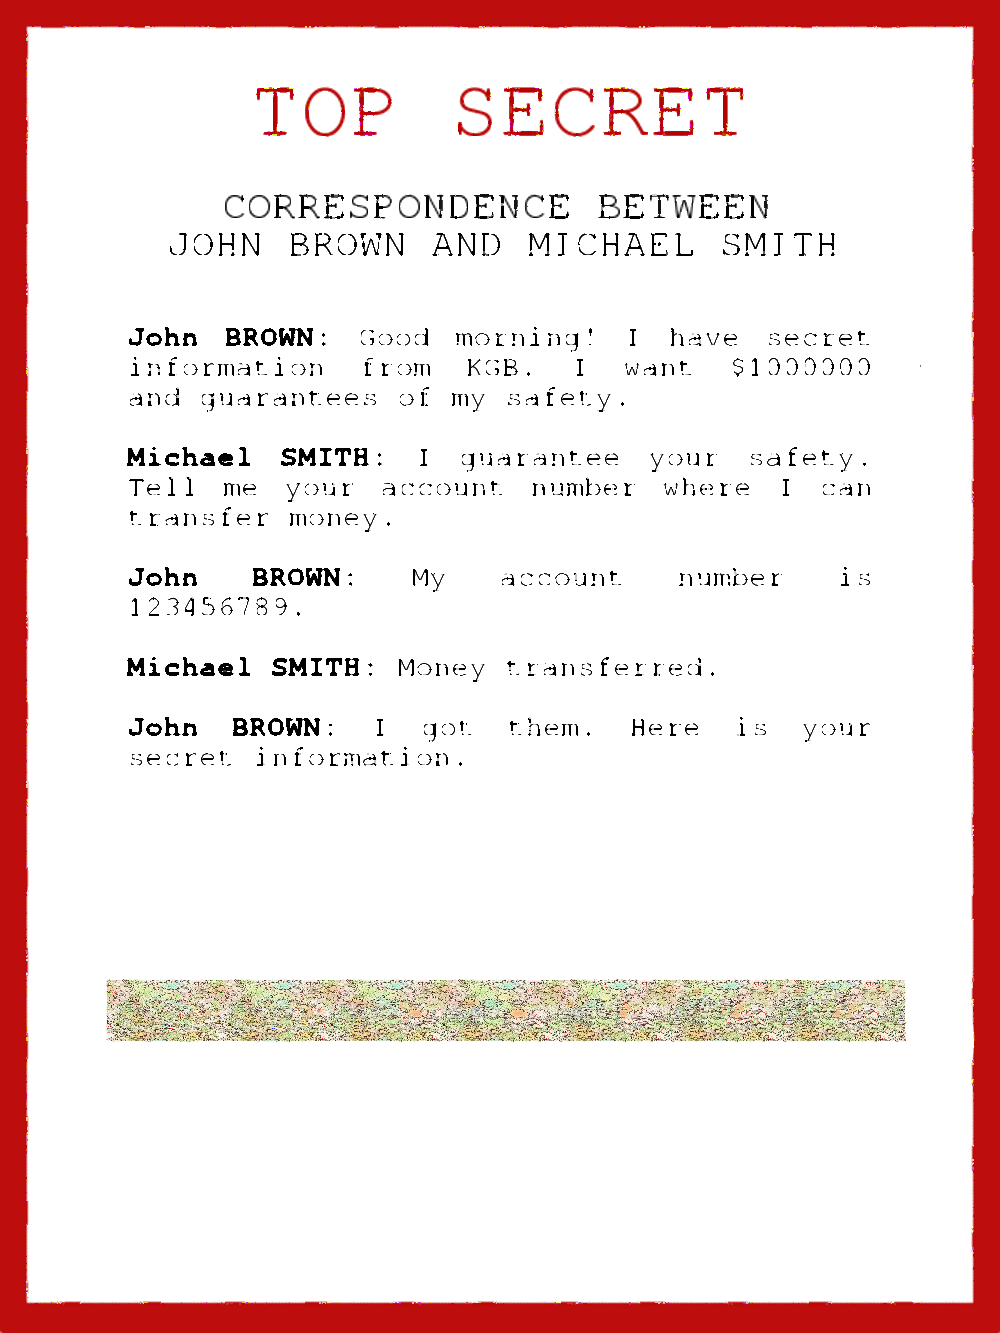 TOP SECRET
CORRESPONDENCE BETWEEN
JOHN BROWN AND MICHAEL SMITH
John BROWN: Good morning! I have secret
information from KGB. I want $1000000
and guarantees of my safety.
Michael SMITH: I guarantee your safety.
Tell me your account number where I can
transfer money.
John BROWN: My account number is
123456789.
Michael SMITH: Money transferred.
John BROWN: I got them. Here is your
secret information.